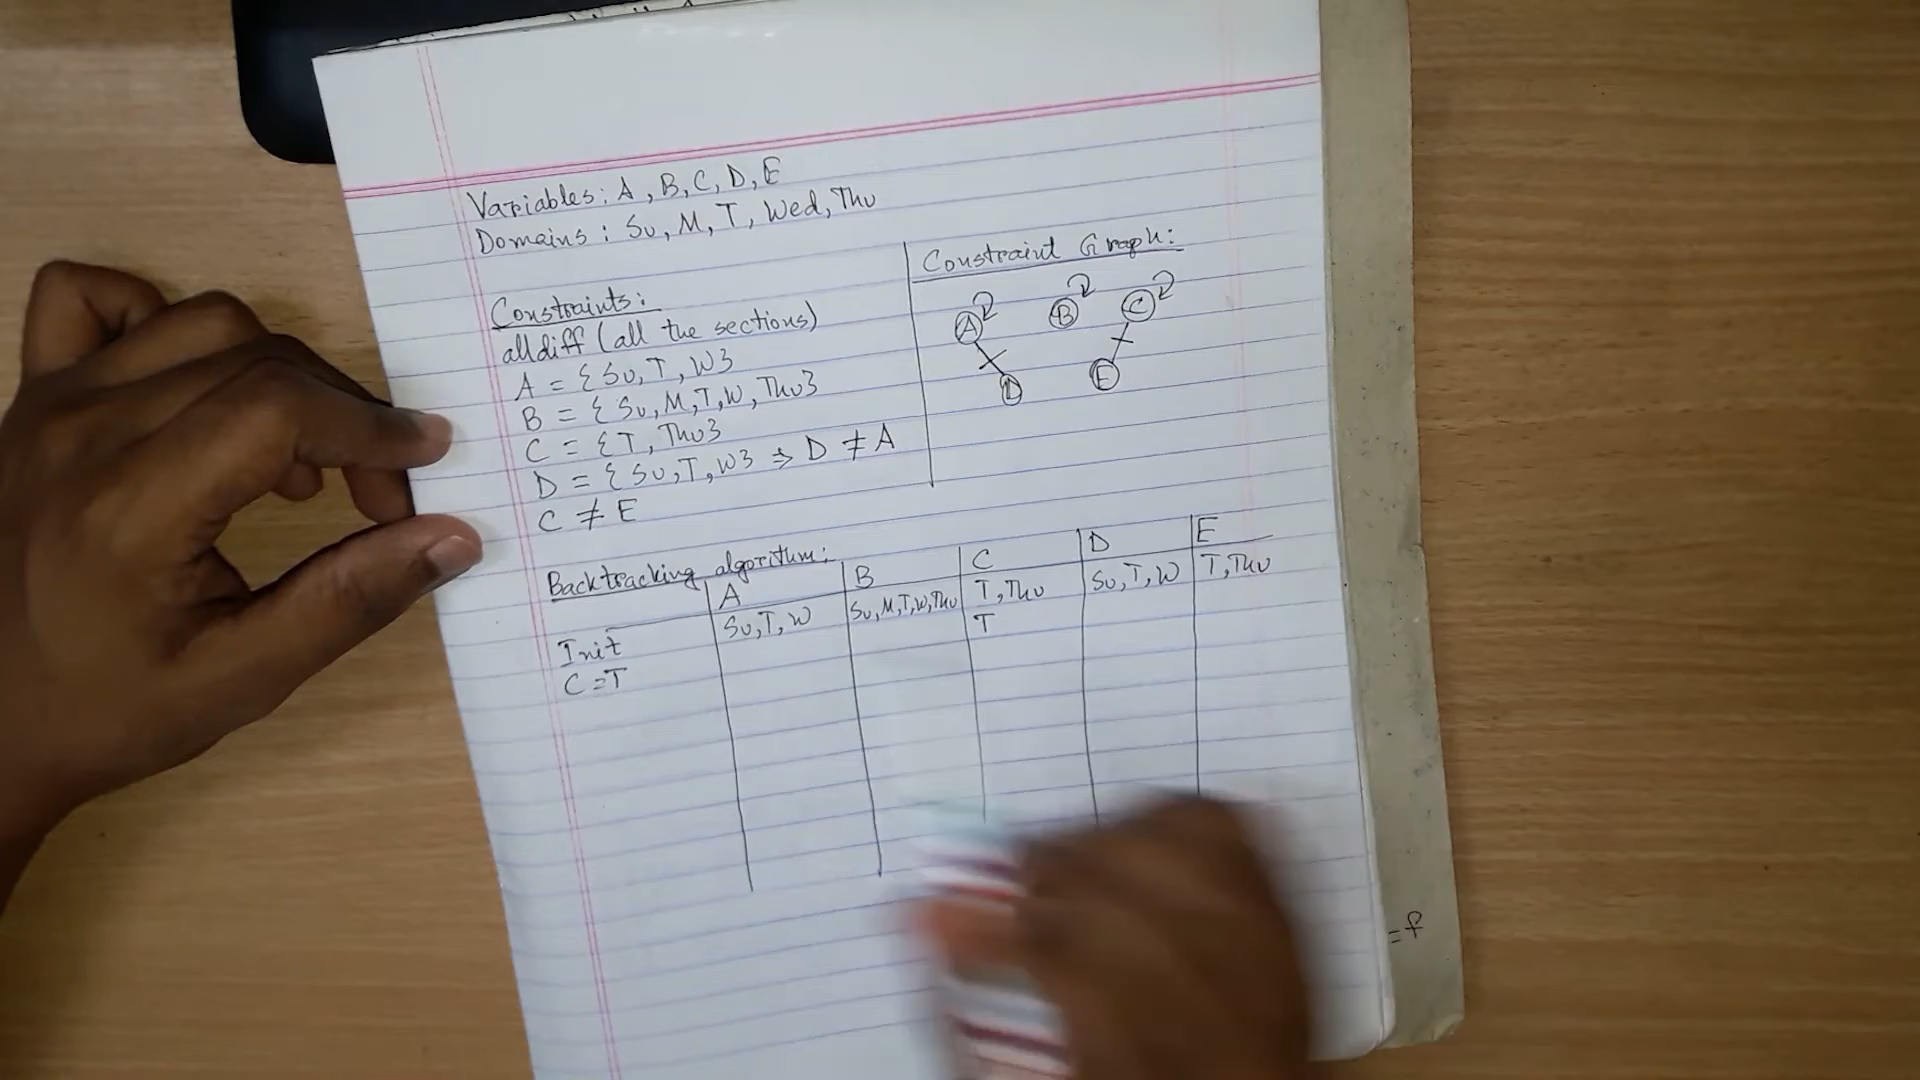 Variables: A, B, C, D, E
Domains: Su, M, T, Wed, Thu
Constraints:
alldiff (all the sections)
A = {Su, T, W}
B = {Su, M, T, W, Thu}
C = {T, Thu}
D = {Su, T, W} ⇒ D ≠ A
C ≠ E
Constraint Graph:
A B C
D E
Backtracking algorithm:
A B C D E
Init Su, T, W Su, M, T, W, Thu T, Thu Su, T, W T, Thu
C = T T